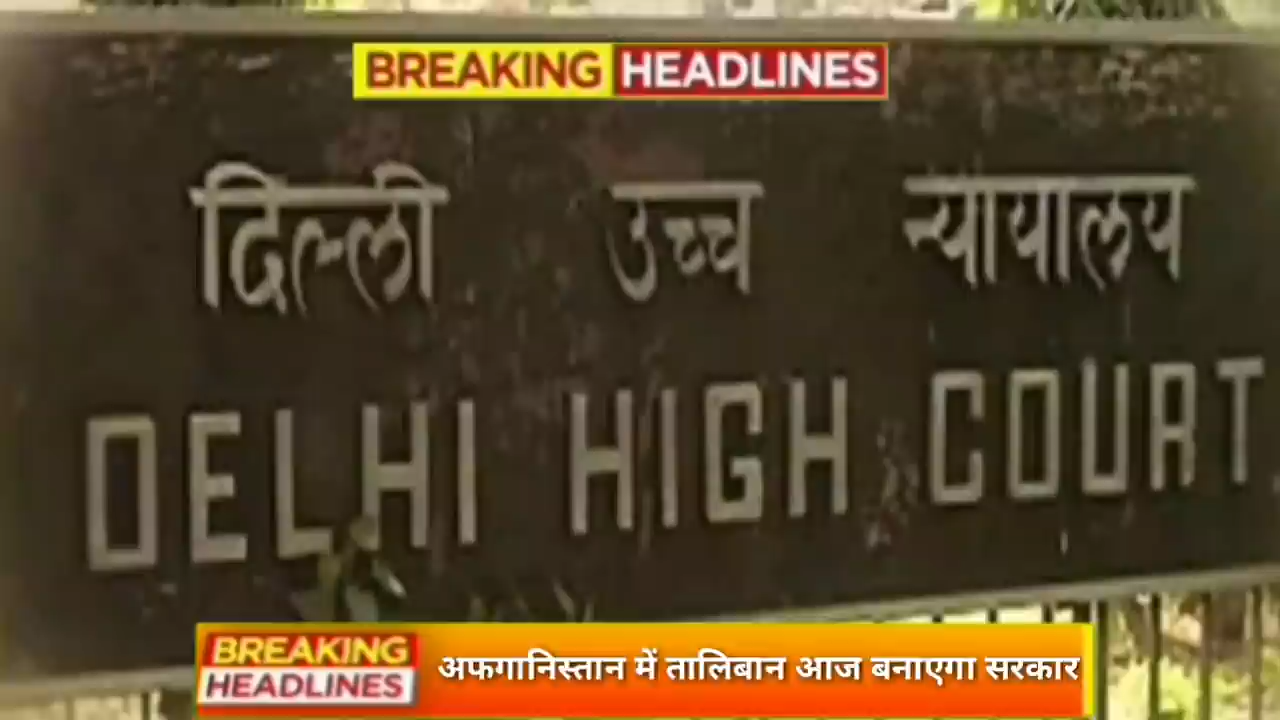 BREAKING HEADLINES
दिल्ली उच्च न्यायालय
DELHI HIGH COURT
BREAKING
HEADLINES
अफगानिस्तान में तालिबान आज बनाएगा सरकार